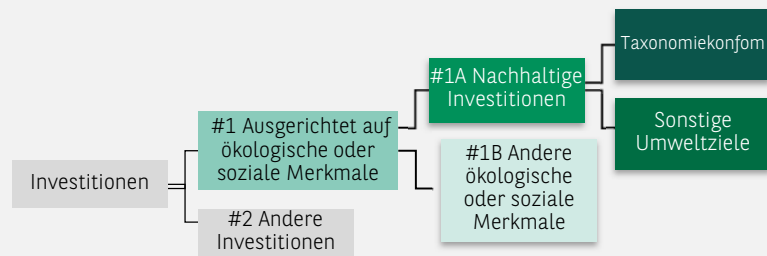 Investitionen
#1 Ausgerichtet auf
ökologische oder
soziale Merkmale
#2 Andere
Investitionen
#1A Nachhaltige
Investitionen
#1B Andere
ökologische
oder soziale
Merkmale
Taxonomiekonfom
Sonstige
Umweltziele